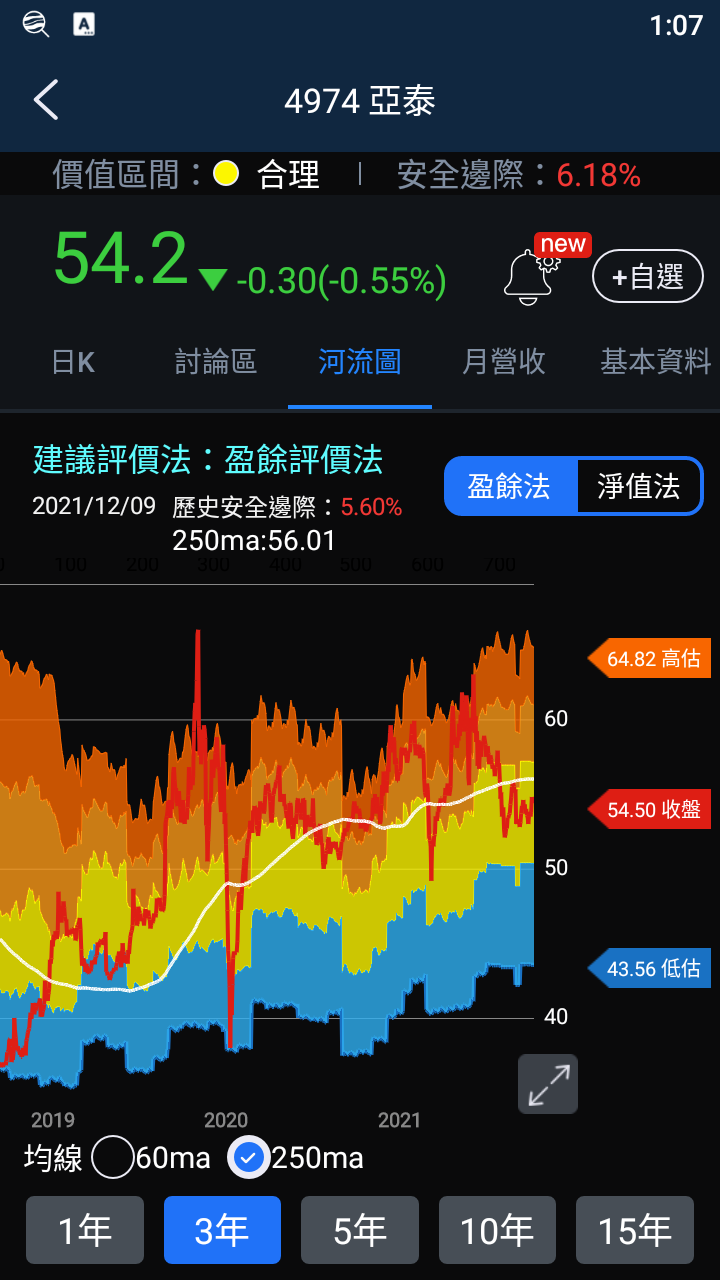 A
1:07
4974 亞泰
價值區間：合理 | 安全邊際：6.18%
54.2 ▼ -0.30(-0.55%)
new
+自選
日K 討論區 河流圖 月營收 基本資料
建議評價法：盈餘評價法
盈餘法 淨值法
2021/12/09 歷史安全邊際：5.60%
250ma:56.01
0 100 200 300 400 500 600 700
64.82 高估
60
54.50 收盤
50
43.56 低估
40
2019 2020 2021
均線 60ma 250ma
1年 3年 5年 10年 15年